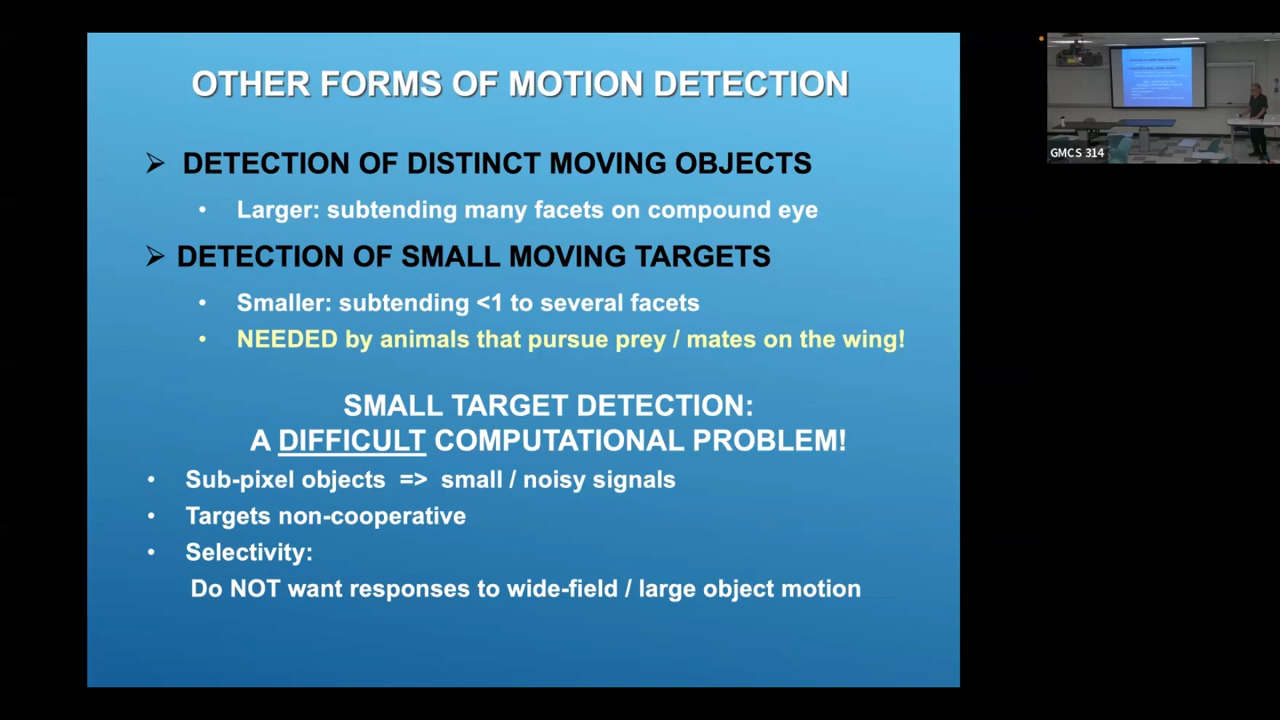 OTHER FORMS OF MOTION DETECTION
➢ DETECTION OF DISTINCT MOVING OBJECTS
• Larger: subtending many facets on compound eye
➢ DETECTION OF SMALL MOVING TARGETS
• Smaller: subtending <1 to several facets
• NEEDED by animals that pursue prey / mates on the wing!
SMALL TARGET DETECTION:
A DIFFICULT COMPUTATIONAL PROBLEM!
• Sub-pixel objects => small / noisy signals
• Targets non-cooperative
• Selectivity:
Do NOT want responses to wide-field / large object motion
GMCS 314